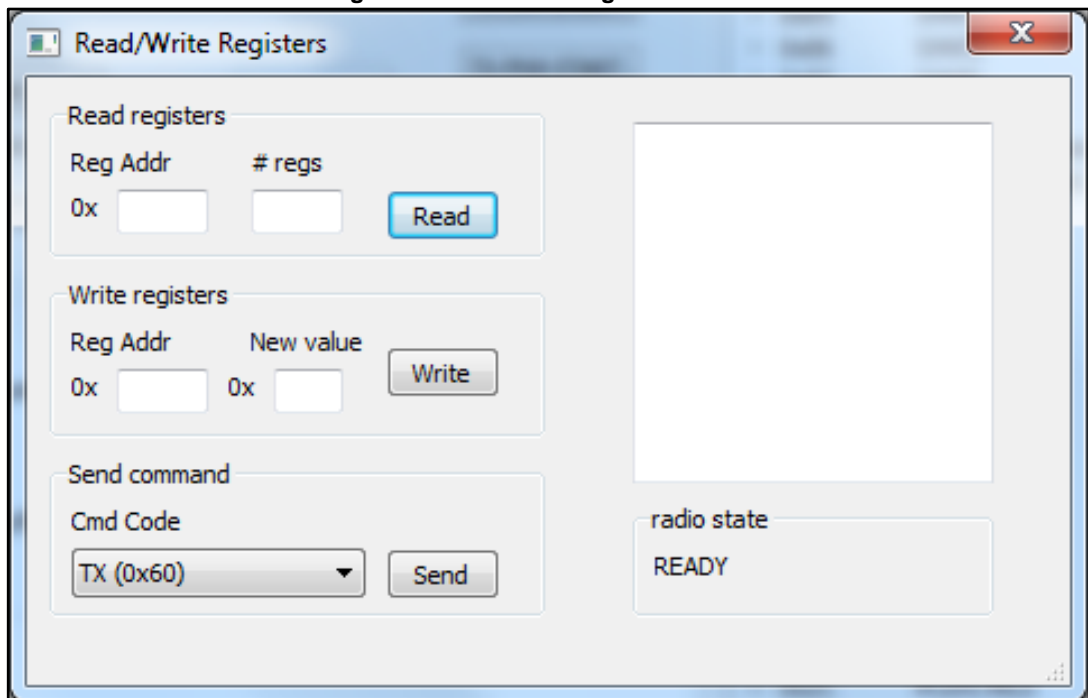 Read/Write Registers
X
Read registers
Reg Addr # regs
0x
Read
Write registers
Reg Addr New value
0x 0x
Write
Send command
Cmd Code
TX (0x60)
Send
radio state
READY